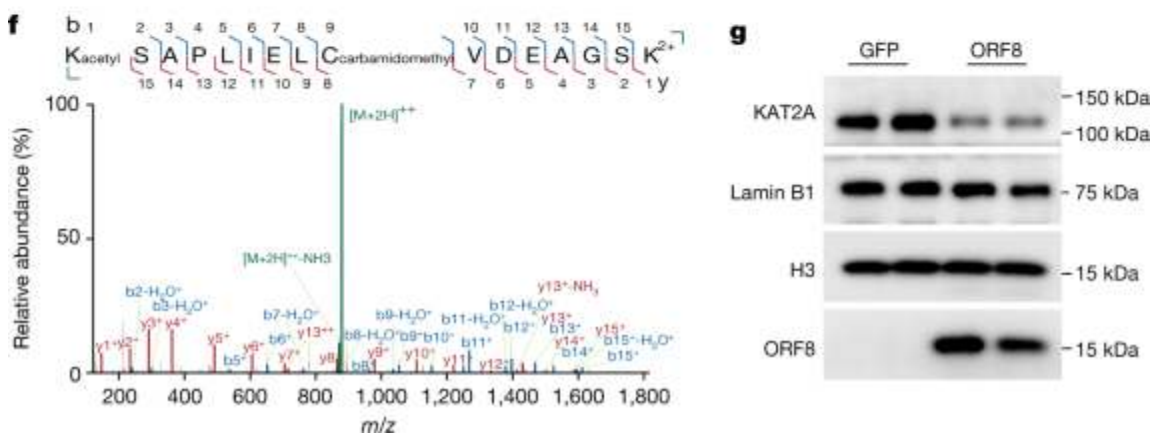 f
b 1 2 3 4 5 6 7 8 9 10 11 12 13 14 15
Kacetyl S A P L I E L Ccarbamidomethyl V D E A G S K2+
15 14 13 12 11 10 9 8 7 6 5 4 3 2 1 y
100
[M+2H]++
Relative abundance (%)
50
[M+2H]++-NH3
y13+-NH3
b2-H2O+
b3-H2O+
b7-H2O+
b9-H2O+
b12-H2O+
b11-H2O+
y1+ y2+ y3+ y4+ y5+ b5+ y6+ b6+ y7+ y13++ y8
b8-H2O+ b9+ b10+ b8+ y9+ y10+ y11 b11+ y12
b12+ y13+ b13+ y14+ b14+ y15+ b15+-H2O+ b15+
0
200 400 600 800 1,000 1,200 1,400 1,600 1,800
m/z
g
GFP ORF8
KAT2A
150 kDa
100 kDa
Lamin B1 75 kDa
H3 15 kDa
ORF8 15 kDa